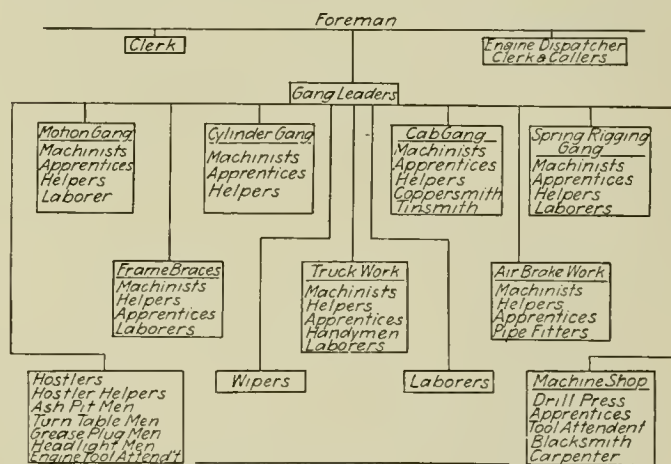 Foreman
Clerk
Engine Dispatcher
Clerk & Callers
Gang Leaders
Motion Gang
Machinists
Apprentices
Helpers
Laborer
Cylinder Gang
Machinists
Apprentices
Helpers
Cab Gang
Machinists
Apprentices
Helpers
Coppersmith
Tinsmith
Spring Rigging
Gang
Machinists
Apprentices
Helpers
Laborers
Frame Braces
Machinists
Helpers
Apprentices
Laborers
Truck Work
Machinists
Helpers
Apprentices
Handymen
Laborers
Air Brake Work
Machinists
Helpers
Apprentices
Pipe Fitters
Hostlers
Hostler Helpers
Ash Pit Men
Turn Table Men
Grease Plug Men
Headlight Men
Engine Tool Attend't
Wipers
Laborers
Machine Shop
Drill Press
Apprentices
Tool Attendent
Blacksmith
Carpenter